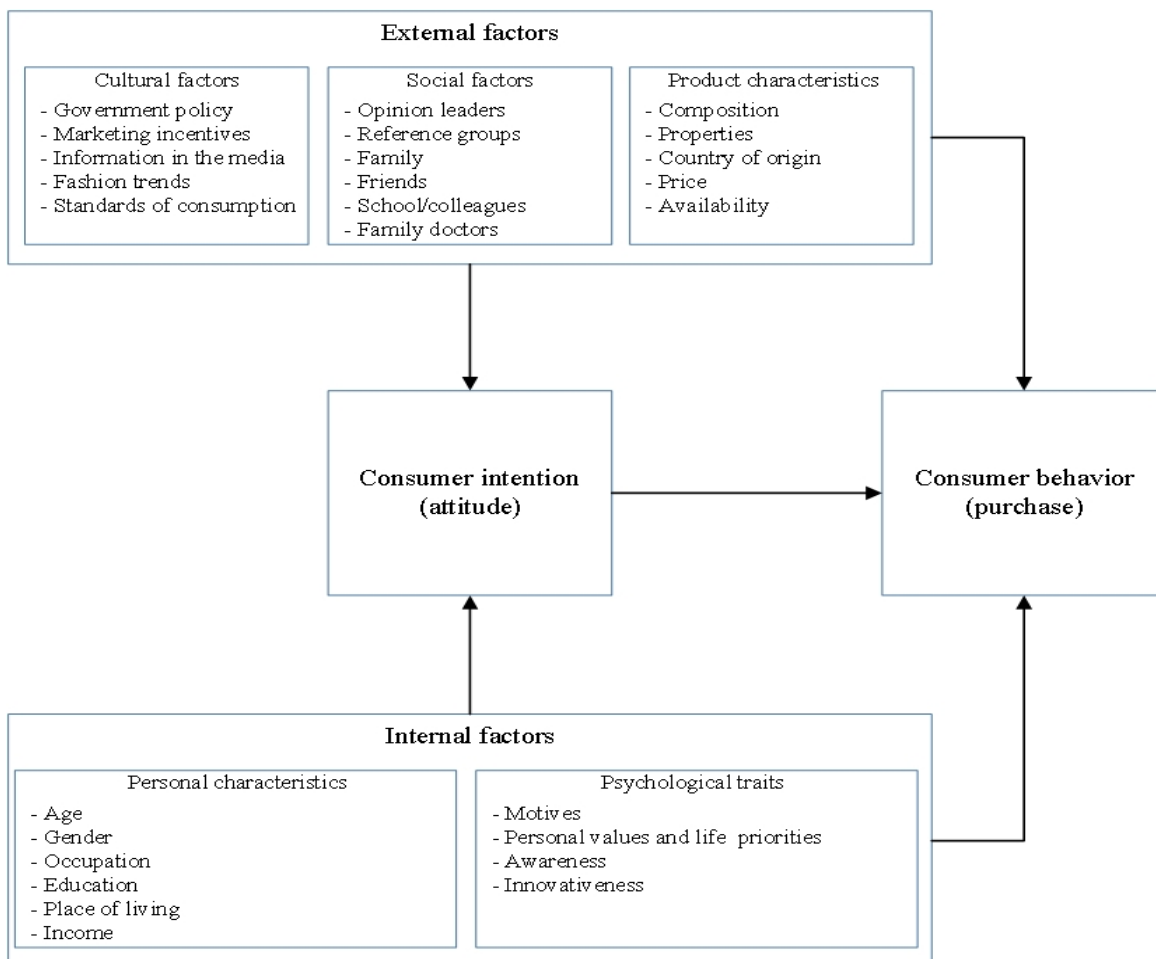 External factors
Cultural factors
- Government policy
- Marketing incentives
- Information in the media
- Fashion trends
- Standards of consumption
Social factors
- Opinion leaders
- Reference groups
- Family
- Friends
- School/colleagues
- Family doctors
Product characteristics
- Composition
- Properties
- Country of origin
- Price
- Availability
Consumer intention
(attitude)
Consumer behavior
(purchase)
Internal factors
Personal characteristics
- Age
- Gender
- Occupation
- Education
- Place of living
- Income
Psychological traits
- Motives
- Personal values and life priorities
- Awareness
- Innovativeness